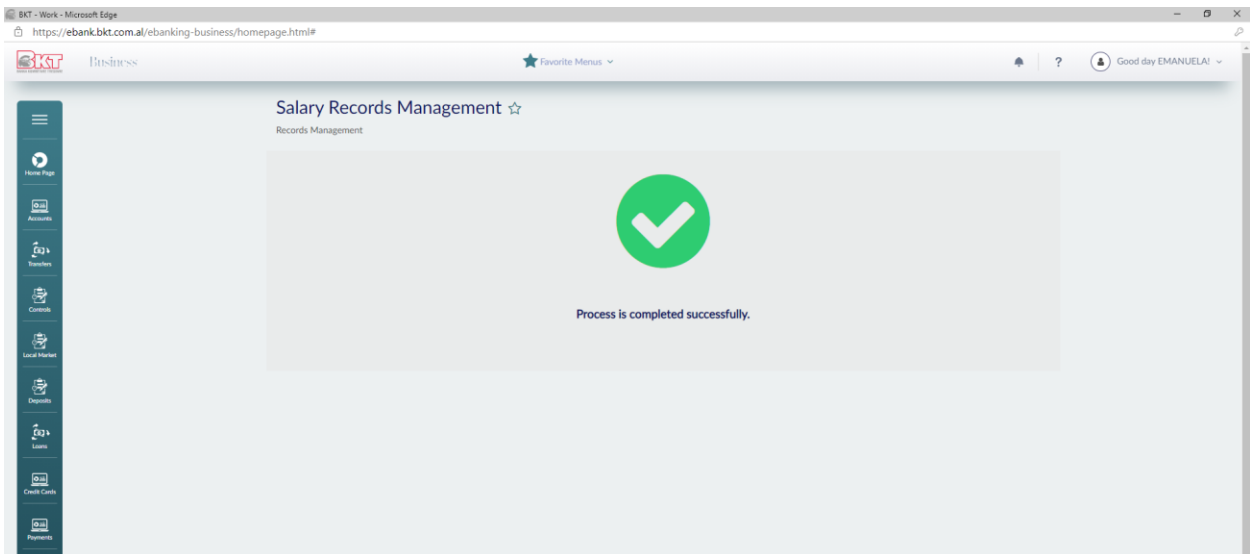 BKT - Work - Microsoft Edge
https://ebank.bkt.com.al/ebanking-business/homepage.html#
BKT
Business
Favorite Menus
?
Good day EMANUELA!
Salary Records Management
Records Management
Home Page
Accounts
Transfers
Controls
Local Market
Deposits
Loans
Credit Cards
Payments
Process is completed successfully.